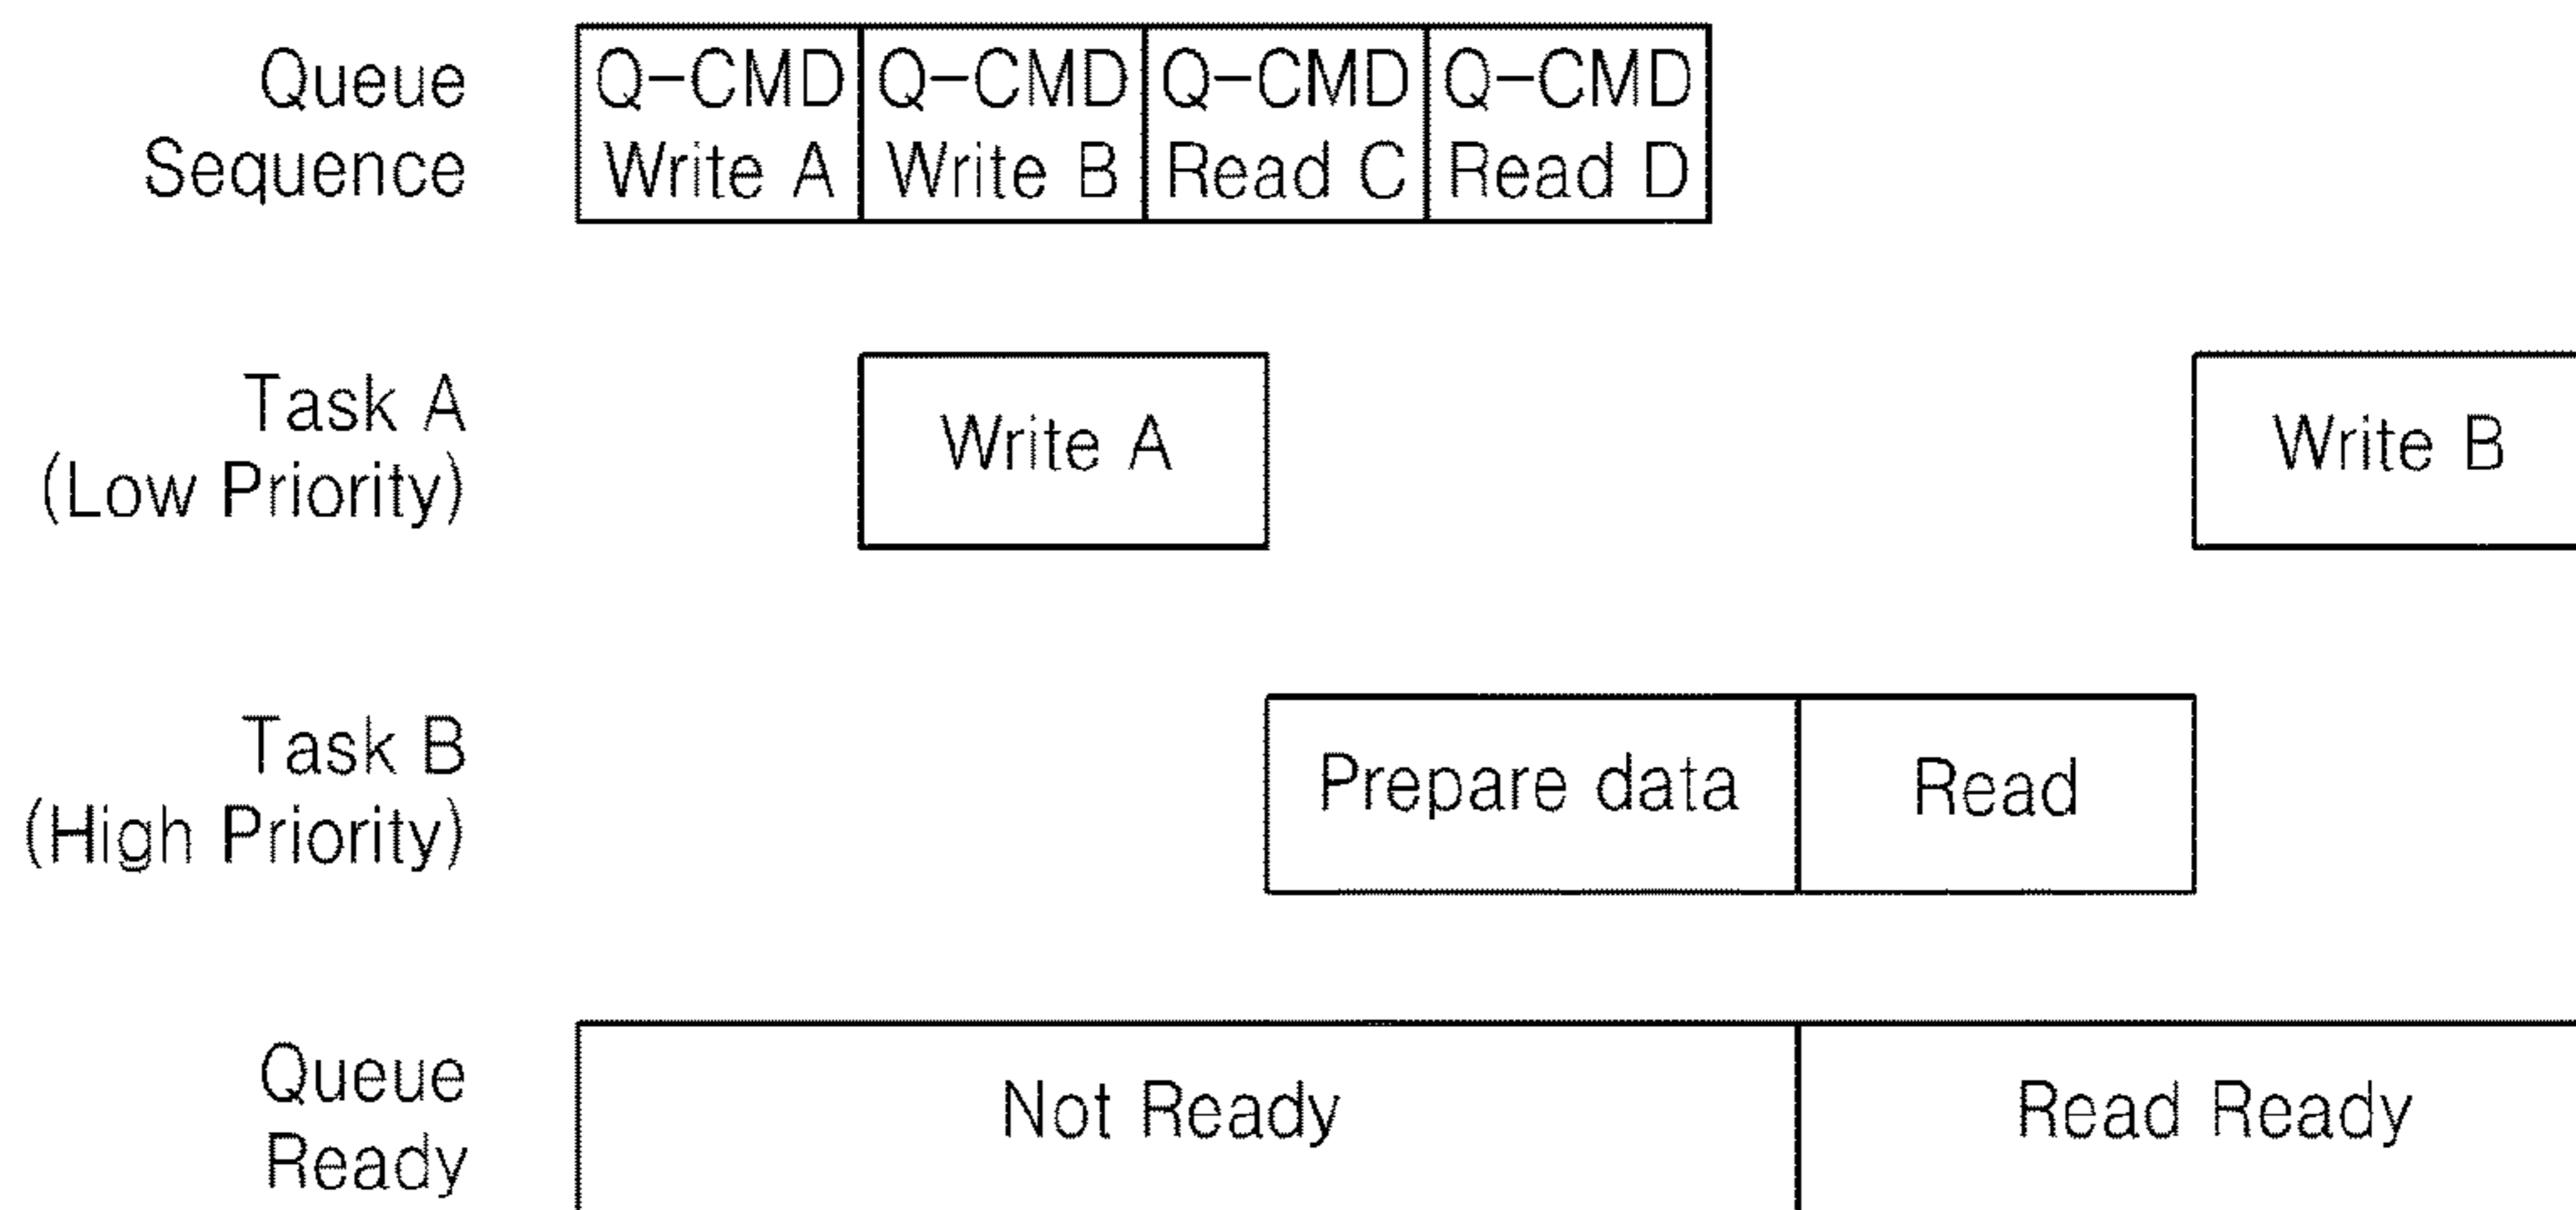 Queue
Sequence
Q-CMD
Write A
Q-CMD
Write B
Q-CMD
Read C
Q-CMD
Read D
Task A
(Low Priority)
Write A
Write B
Task B
(High Priority)
Prepare data
Read
Queue
Ready
Not Ready
Read Ready